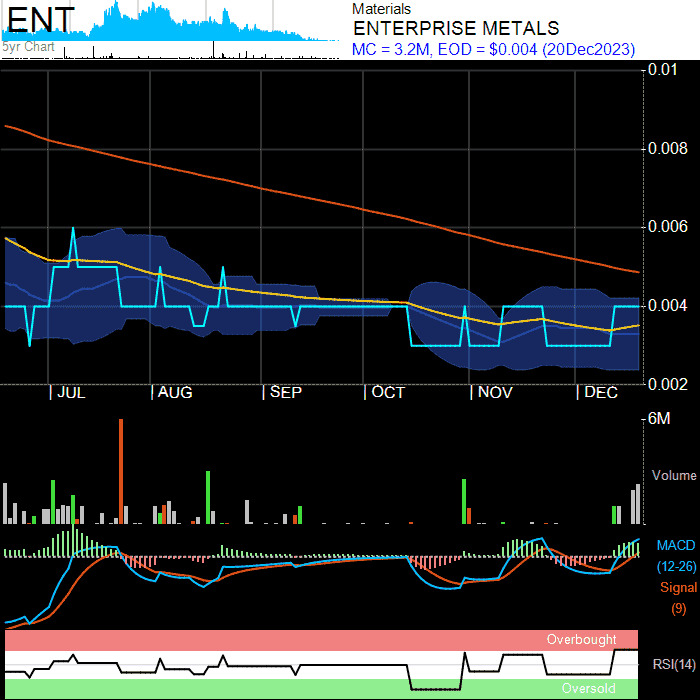 ENT
5yr Chart
Materials
ENTERPRISE METALS
MC = 3.2M, EOD = $0.004 (20Dec2023)
0.01
0.008
0.006
0.004
0.002
JUL
AUG
SEP
OCT
NOV
DEC
6M
Volume
MACD
(12-26)
Signal
(9)
Overbought
RSI(14)
Oversold